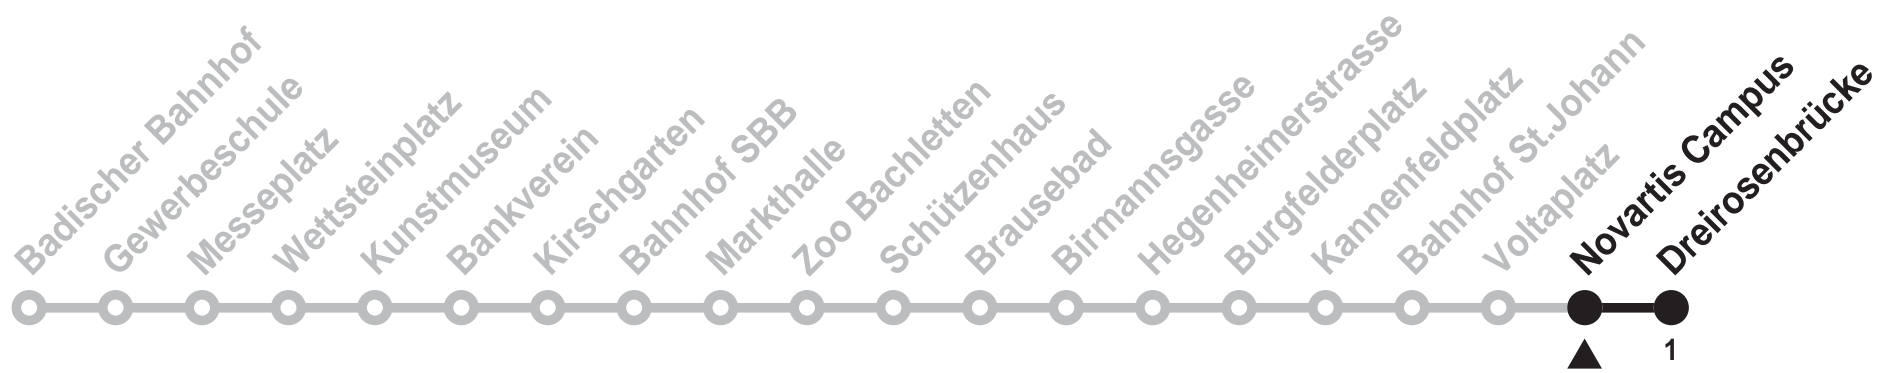 Badischer Bahnhof
Gewerbeschule
Messeplatz
Wettsteinplatz
Kunstmuseum
Bankverein
Kirschgarten
Bahnhof SBB
Markthalle
Zoo Bachletten
Schützenhaus
Brausebad
Birmannsgasse
Hegenheimerstrasse
Burgfelderplatz
Kannenfeldplatz
Bahnhof St.Johann
Voltaplatz
Novartis Campus
Dreirosenbrücke
1